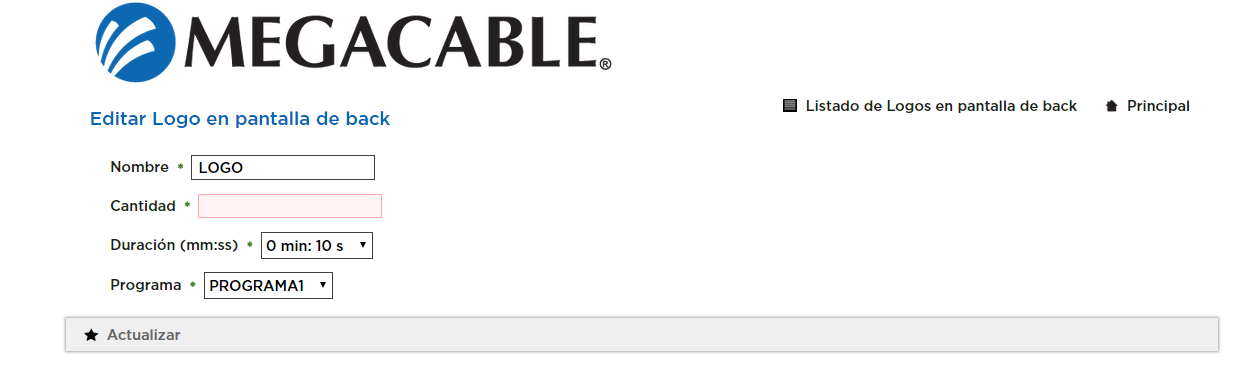 MEGACABLE®
Listado de Logos en pantalla de back Principal
Editar Logo en pantalla de back
Nombre * LOGO
Cantidad *
Duración (mm:ss) * 0 min: 10 s
Programa * PROGRAMA1
Actualizar